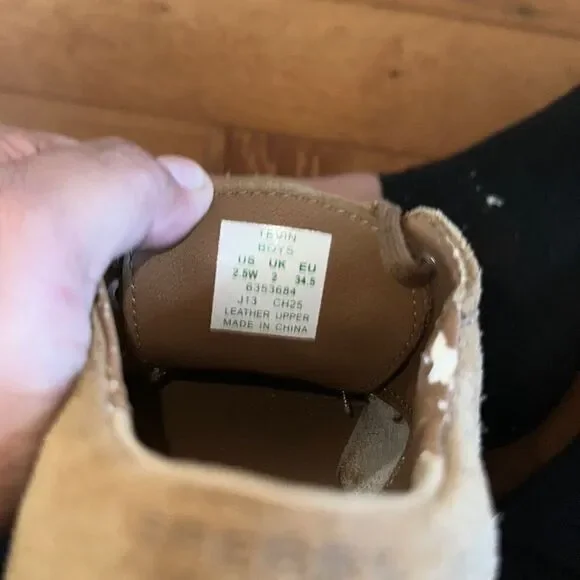 TEVIN
BOYS
US UK EU
2.5W 2 34.5
6353684
J13 CH25
LEATHER UPPER
MADE IN CHINA